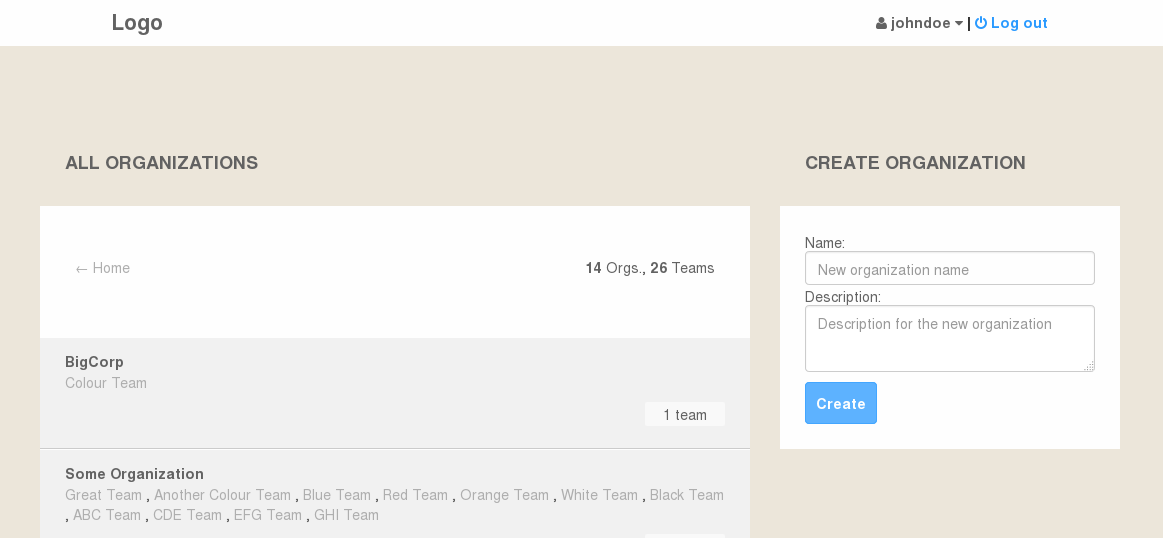 Logo
johndoe | Log out
ALL ORGANIZATIONS
CREATE ORGANIZATION
← Home
14 Orgs., 26 Teams
BigCorp
Colour Team
1 team
Some Organization
Great Team , Another Colour Team , Blue Team , Red Team , Orange Team , White Team , Black Team
, ABC Team , CDE Team , EFG Team , GHI Team
Name:
New organization name
Description:
Description for the new organization
Create